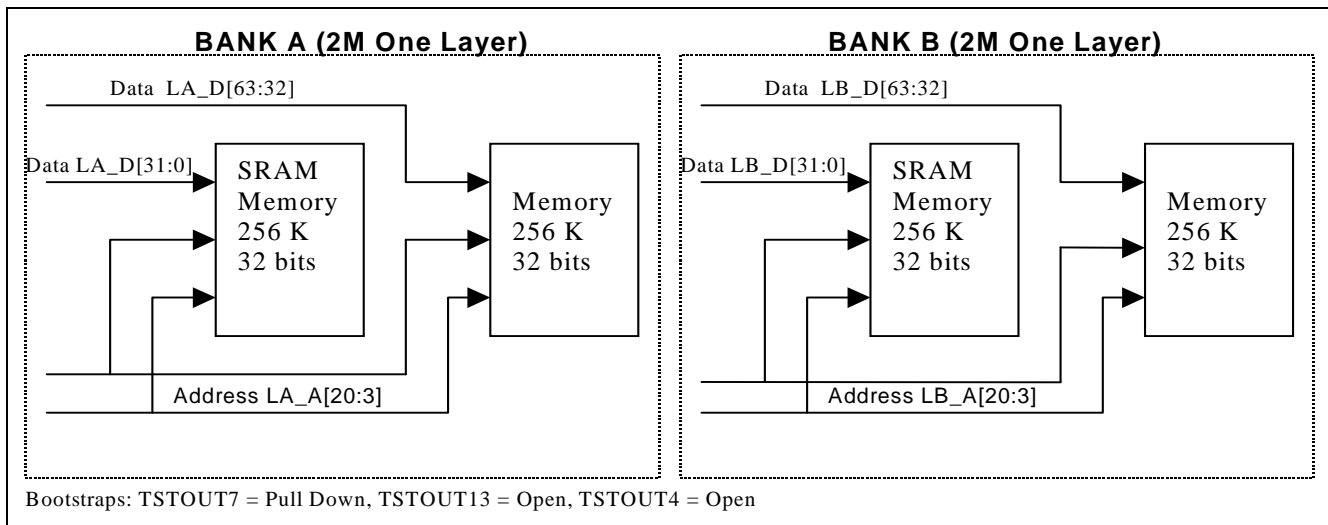 BANK A (2M One Layer)
Data LA_D[63:32]
Data LA_D[31:0]
SRAM
Memory
256 K
32 bits
Memory
256 K
32 bits
Address LA_A[20:3]
BANK B (2M One Layer)
Data LB_D[63:32]
Data LB_D[31:0]
SRAM
Memory
256 K
32 bits
Memory
256 K
32 bits
Address LB_A[20:3]
Bootstraps: TSTOUT7 = Pull Down, TSTOUT13 = Open, TSTOUT4 = Open